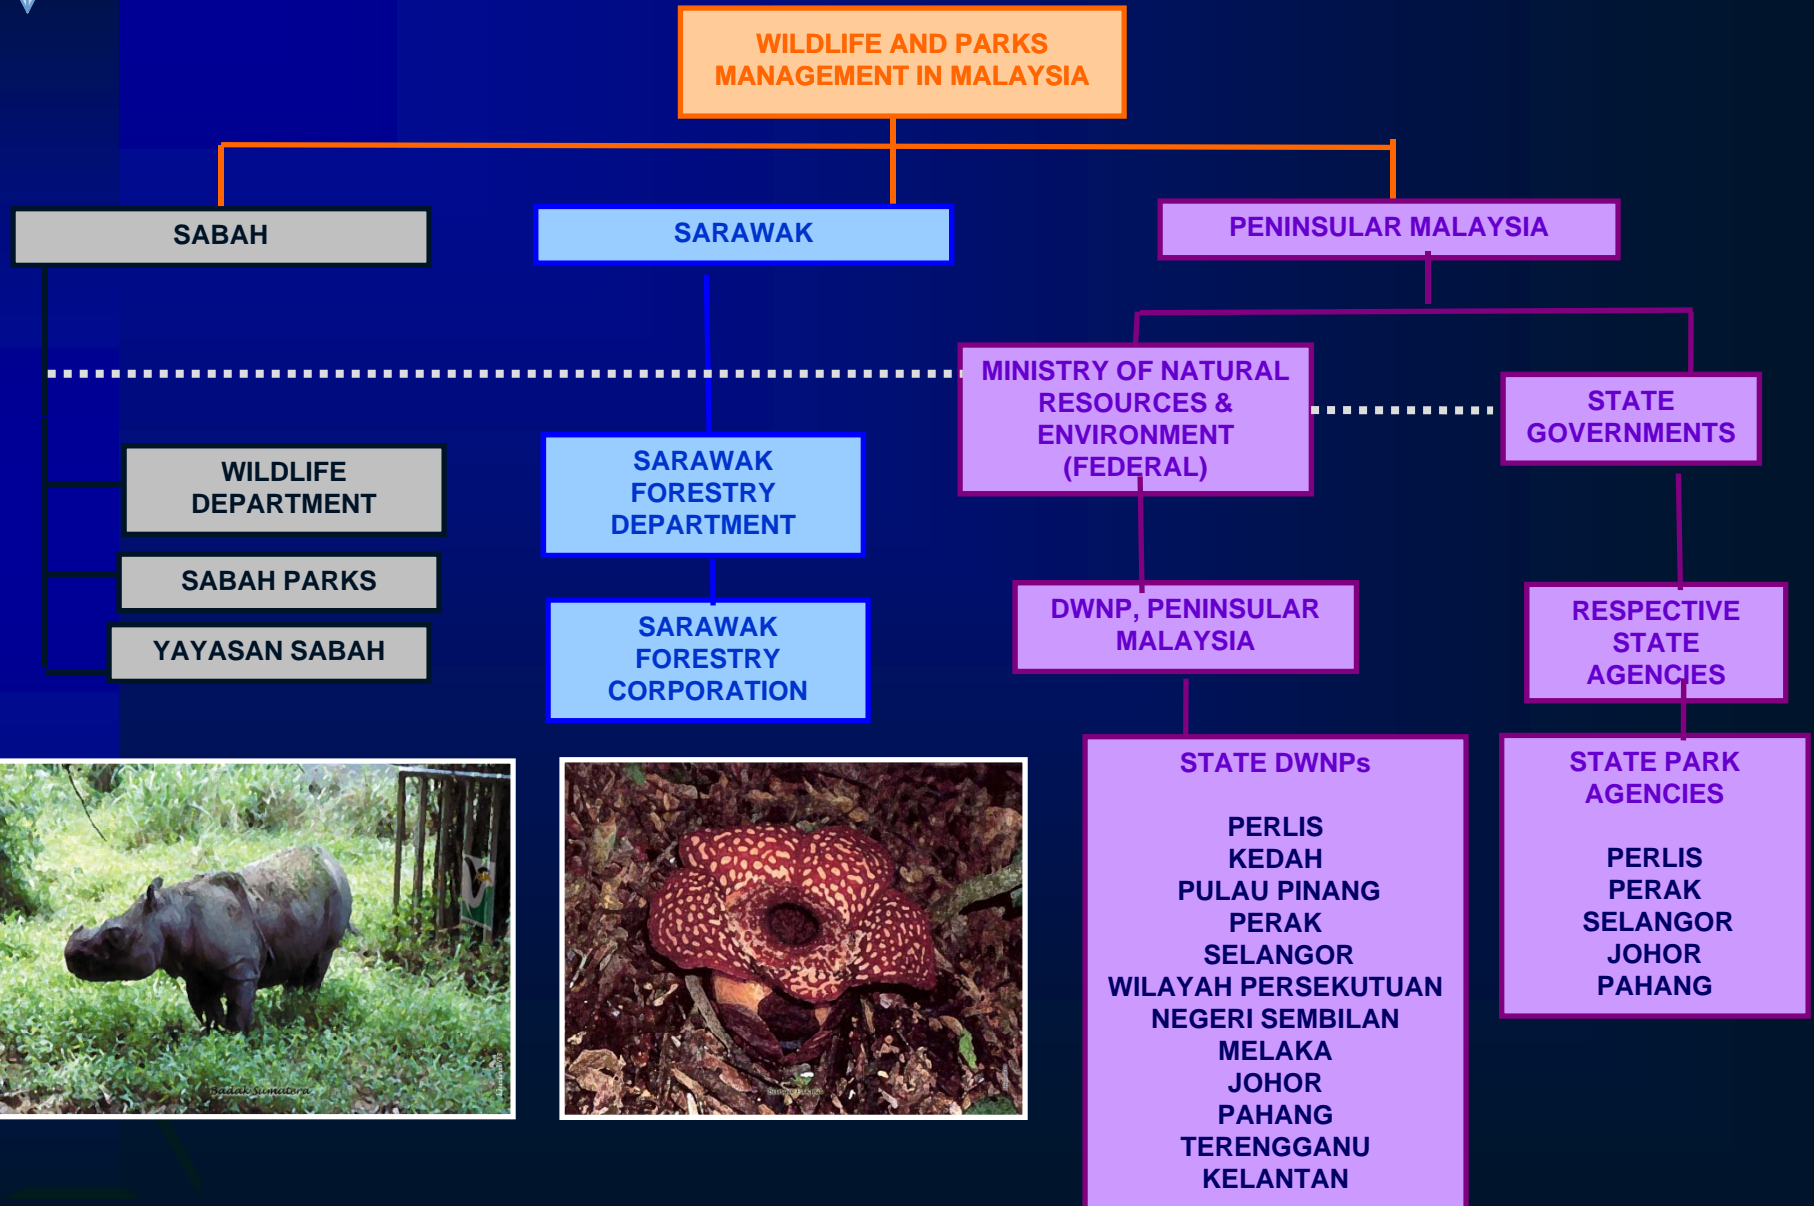 WILDLIFE AND PARKS
MANAGEMENT IN MALAYSIA
SABAH
SARAWAK
PENINSULAR MALAYSIA
MINISTRY OF NATURAL
RESOURCES &
ENVIRONMENT
(FEDERAL)
STATE
GOVERNMENTS
WILDLIFE
DEPARTMENT
SARAWAK
FORESTRY
DEPARTMENT
SABAH PARKS
YAYASAN SABAH
SARAWAK
FORESTRY
CORPORATION
DWNP, PENINSULAR
MALAYSIA
RESPECTIVE
STATE
AGENCIES
STATE DWNPs
PERLIS
KEDAH
PULAU PINANG
PERAK
SELANGOR
WILAYAH PERSEKUTUAN
NEGERI SEMBILAN
MELAKA
JOHOR
PAHANG
TERENGGANU
KELANTAN
STATE PARK
AGENCIES
PERLIS
PERAK
SELANGOR
JOHOR
PAHANG
Badak Sumatera